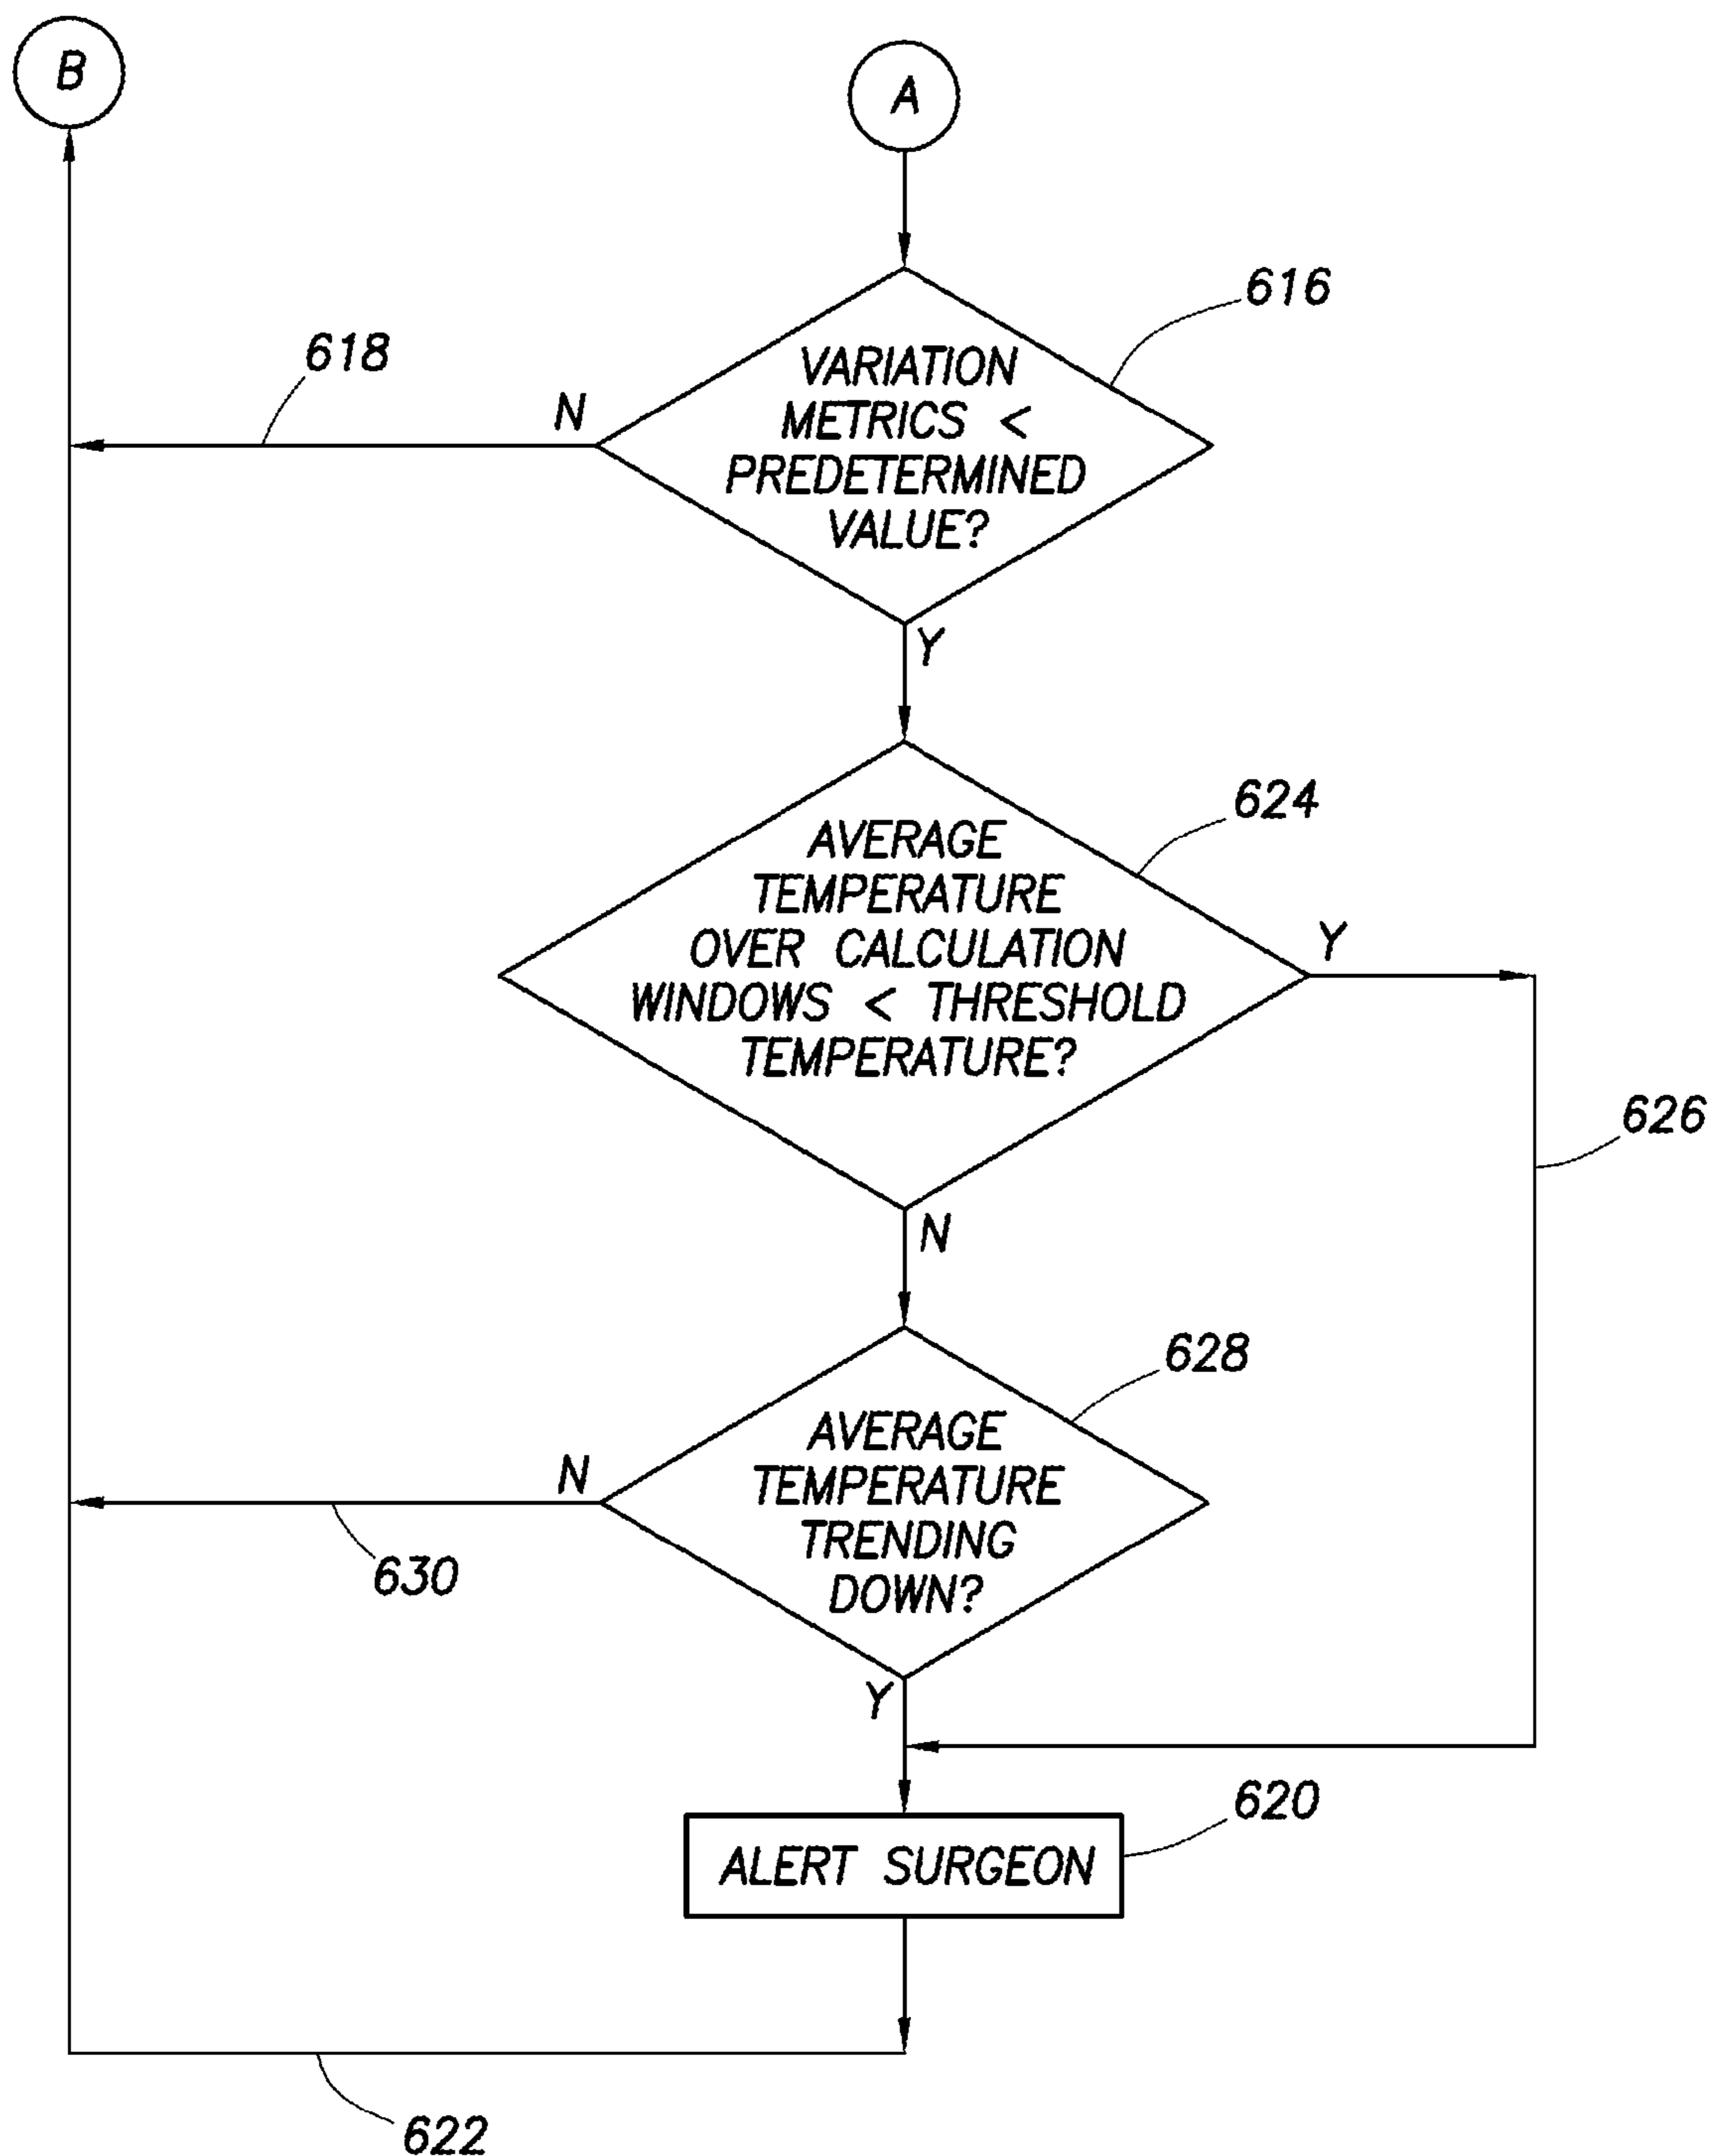 B
A
616
618
N
VARIATION
METRICS <
PREDETERMINED
VALUE?
Y
624
AVERAGE
TEMPERATURE
OVER CALCULATION
WINDOWS < THRESHOLD
TEMPERATURE?
Y
626
N
628
AVERAGE
TEMPERATURE
TRENDING
DOWN?
N
630
Y
620
ALERT SURGEON
622